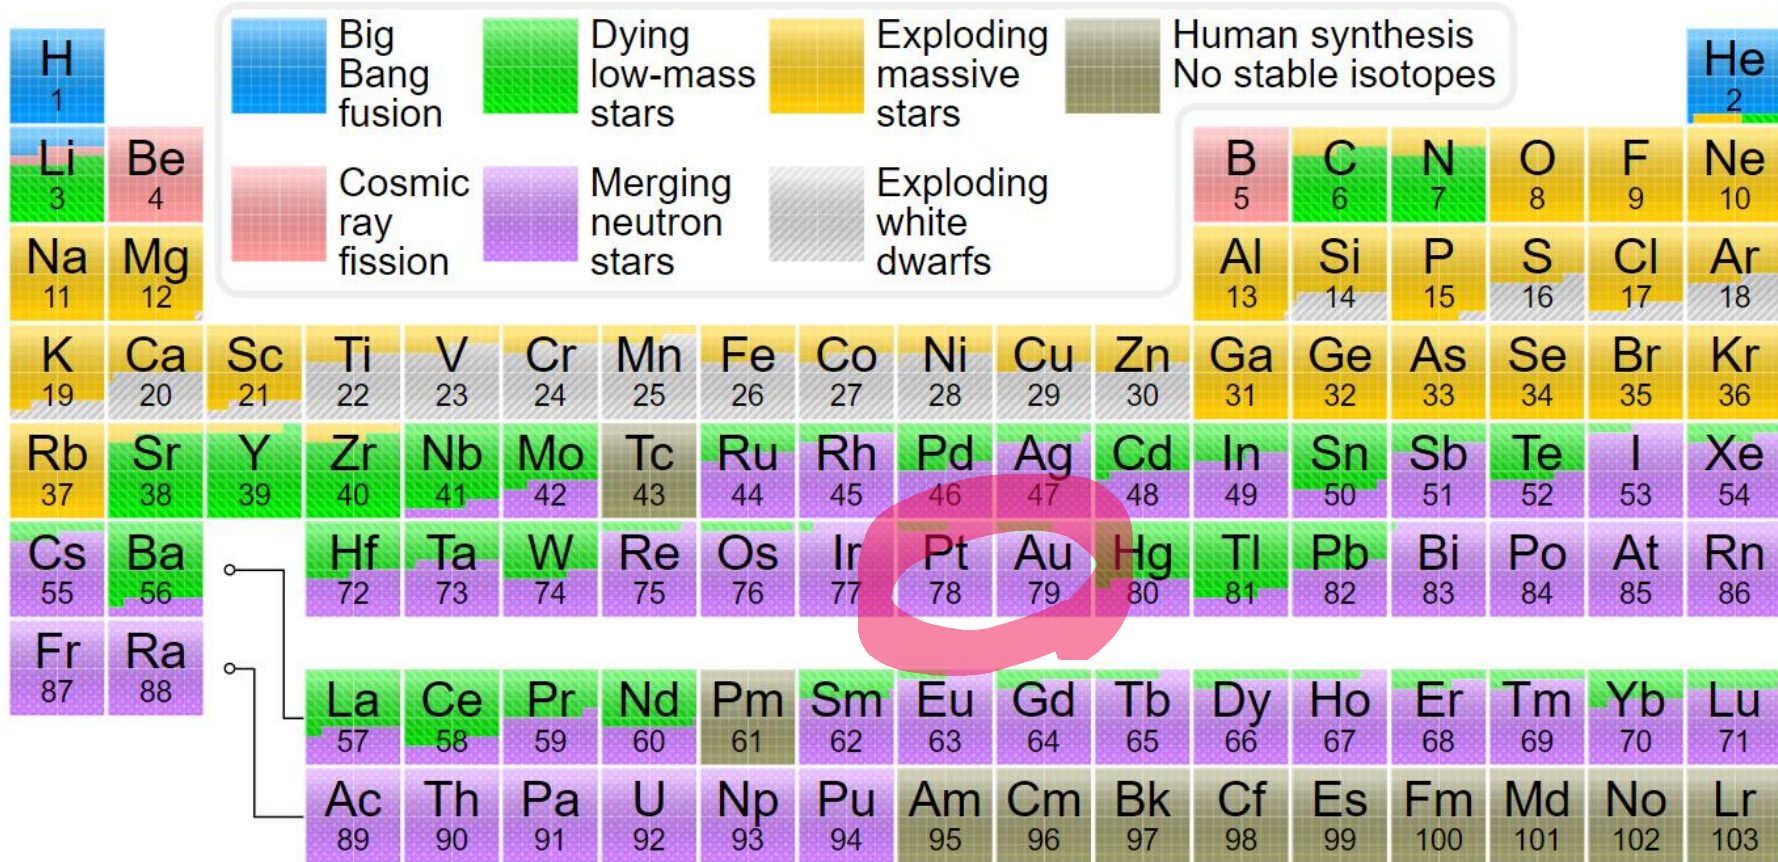 Big
Bang
fusion
Dying
low-mass
stars
Exploding
massive
stars
Human synthesis
No stable isotopes
Cosmic
ray
fission
Merging
neutron
stars
Exploding
white
dwarfs
H He
1 2
Li Be B C N O F Ne
3 4 5 6 7 8 9 10
Na Mg Al Si P S Cl Ar
11 12 13 14 15 16 17 18
K Ca Sc Ti V Cr Mn Fe Co Ni Cu Zn Ga Ge As Se Br Kr
19 20 21 22 23 24 25 26 27 28 29 30 31 32 33 34 35 36
Rb Sr Y Zr Nb Mo Tc Ru Rh Pd Ag Cd In Sn Sb Te I Xe
37 38 39 40 41 42 43 44 45 46 47 48 49 50 51 52 53 54
Cs Ba Hf Ta W Re Os Ir Pt Au Hg Tl Pb Bi Po At Rn
55 56 72 73 74 75 76 77 78 79 80 81 82 83 84 85 86
Fr Ra
87 88
La Ce Pr Nd Pm Sm Eu Gd Tb Dy Ho Er Tm Yb Lu
57 58 59 60 61 62 63 64 65 66 67 68 69 70 71
Ac Th Pa U Np Pu Am Cm Bk Cf Es Fm Md No Lr
89 90 91 92 93 94 95 96 97 98 99 100 101 102 103